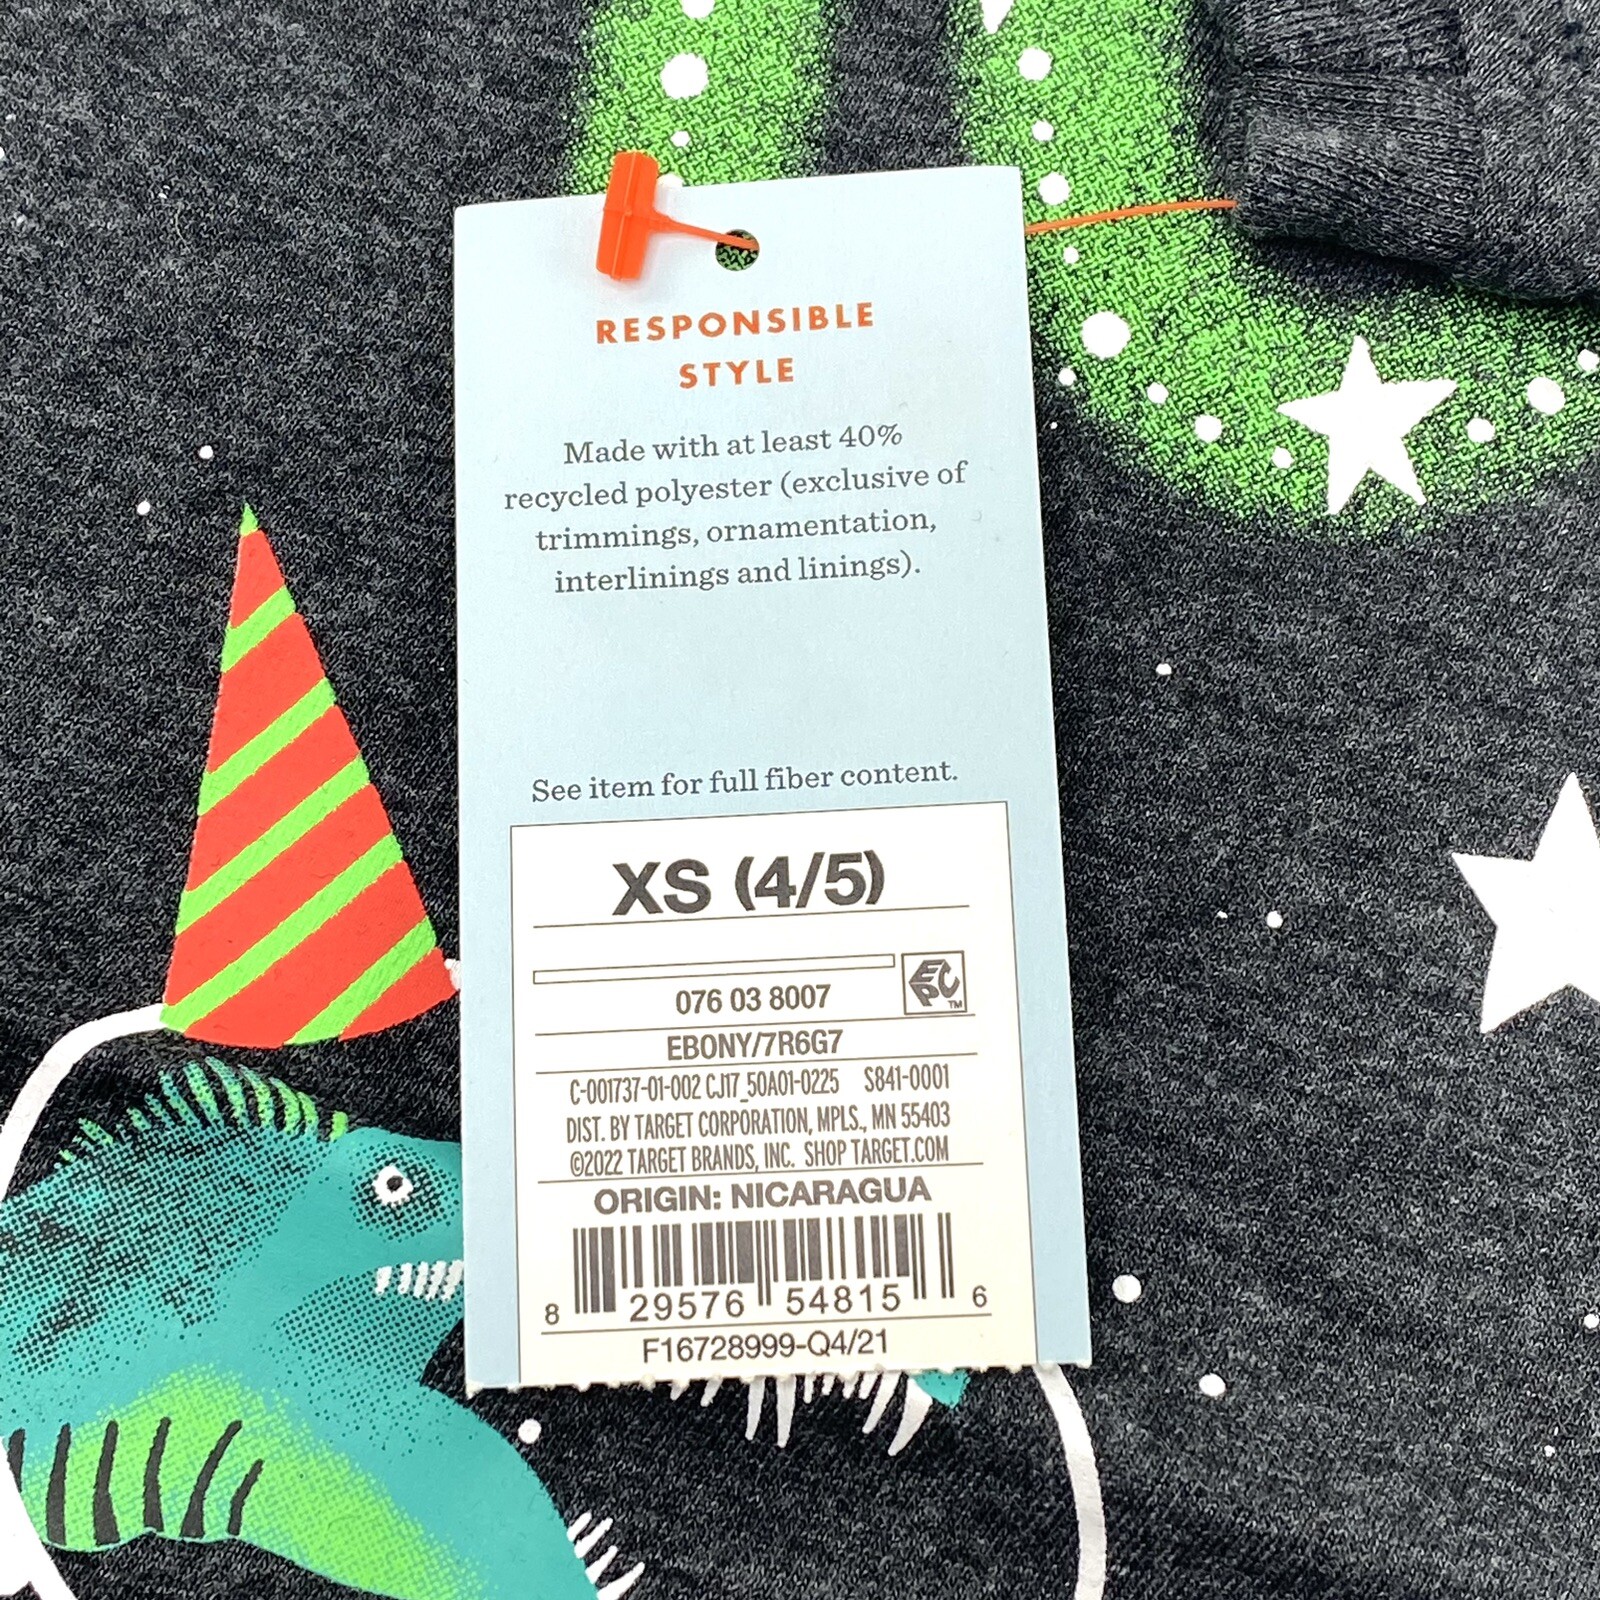 RESPONSIBLE
STYLE
Made with at least 40%
recycled polyester (exclusive of
trimmings, ornamentation,
interlinings and linings).
See item for full fiber content.
XS (4/5)
EPC™
076 03 8007
EBONY/7R6G7
C-001737-01-002 CJ17_50A01-0225 S841-0001
DIST. BY TARGET CORPORATION, MPLS., MN 55403
©2022 TARGET BRANDS, INC. SHOP TARGET.COM
ORIGIN: NICARAGUA
8 29576 54815 6
F16728999-Q4/21